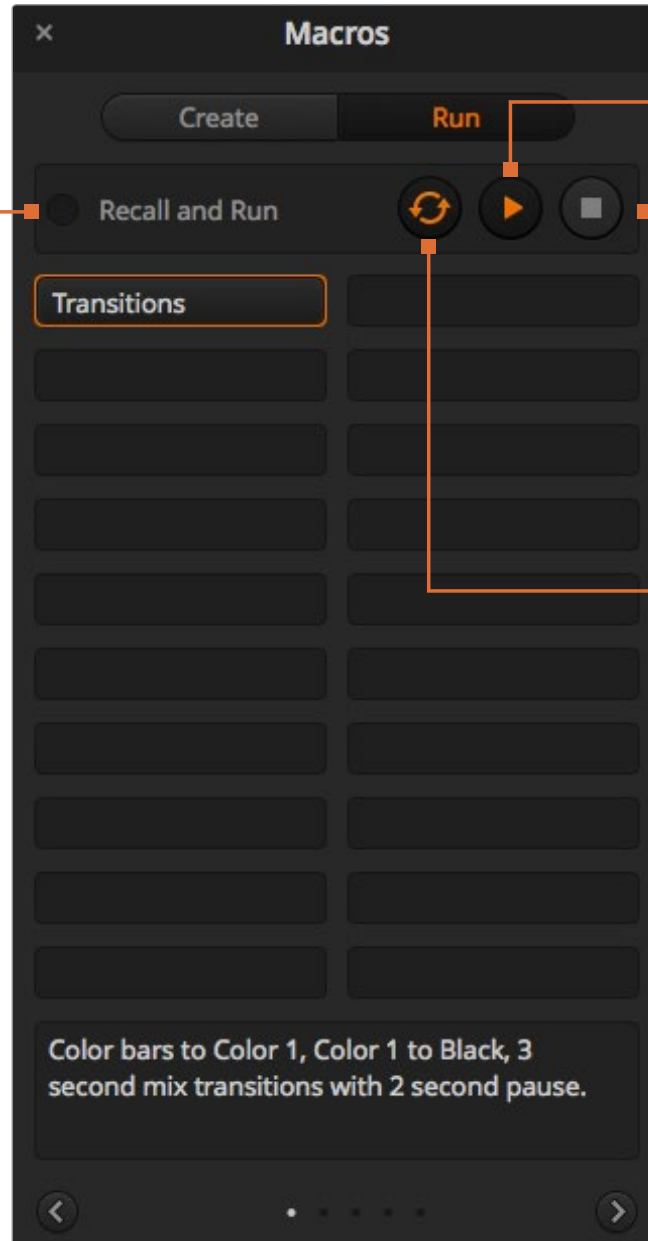 Macros
Create
Run
Recall and Run
Transitions
Color bars to Color 1, Color 1 to Black, 3
second mix transitions with 2 second pause.